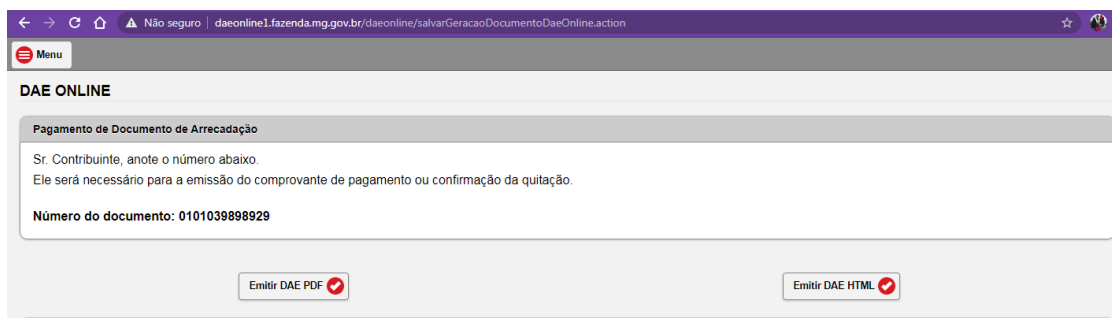 Não seguro | daeonline1.fazenda.mg.gov.br/daeonline/salvarGeracaoDocumentoDaeOnline.action
Menu
DAE ONLINE
Pagamento de Documento de Arrecadação
Sr. Contribuinte, anote o número abaixo.
Ele será necessário para a emissão do comprovante de pagamento ou confirmação da quitação.
Número do documento: 0101039898929
Emitir DAE PDF
Emitir DAE HTML